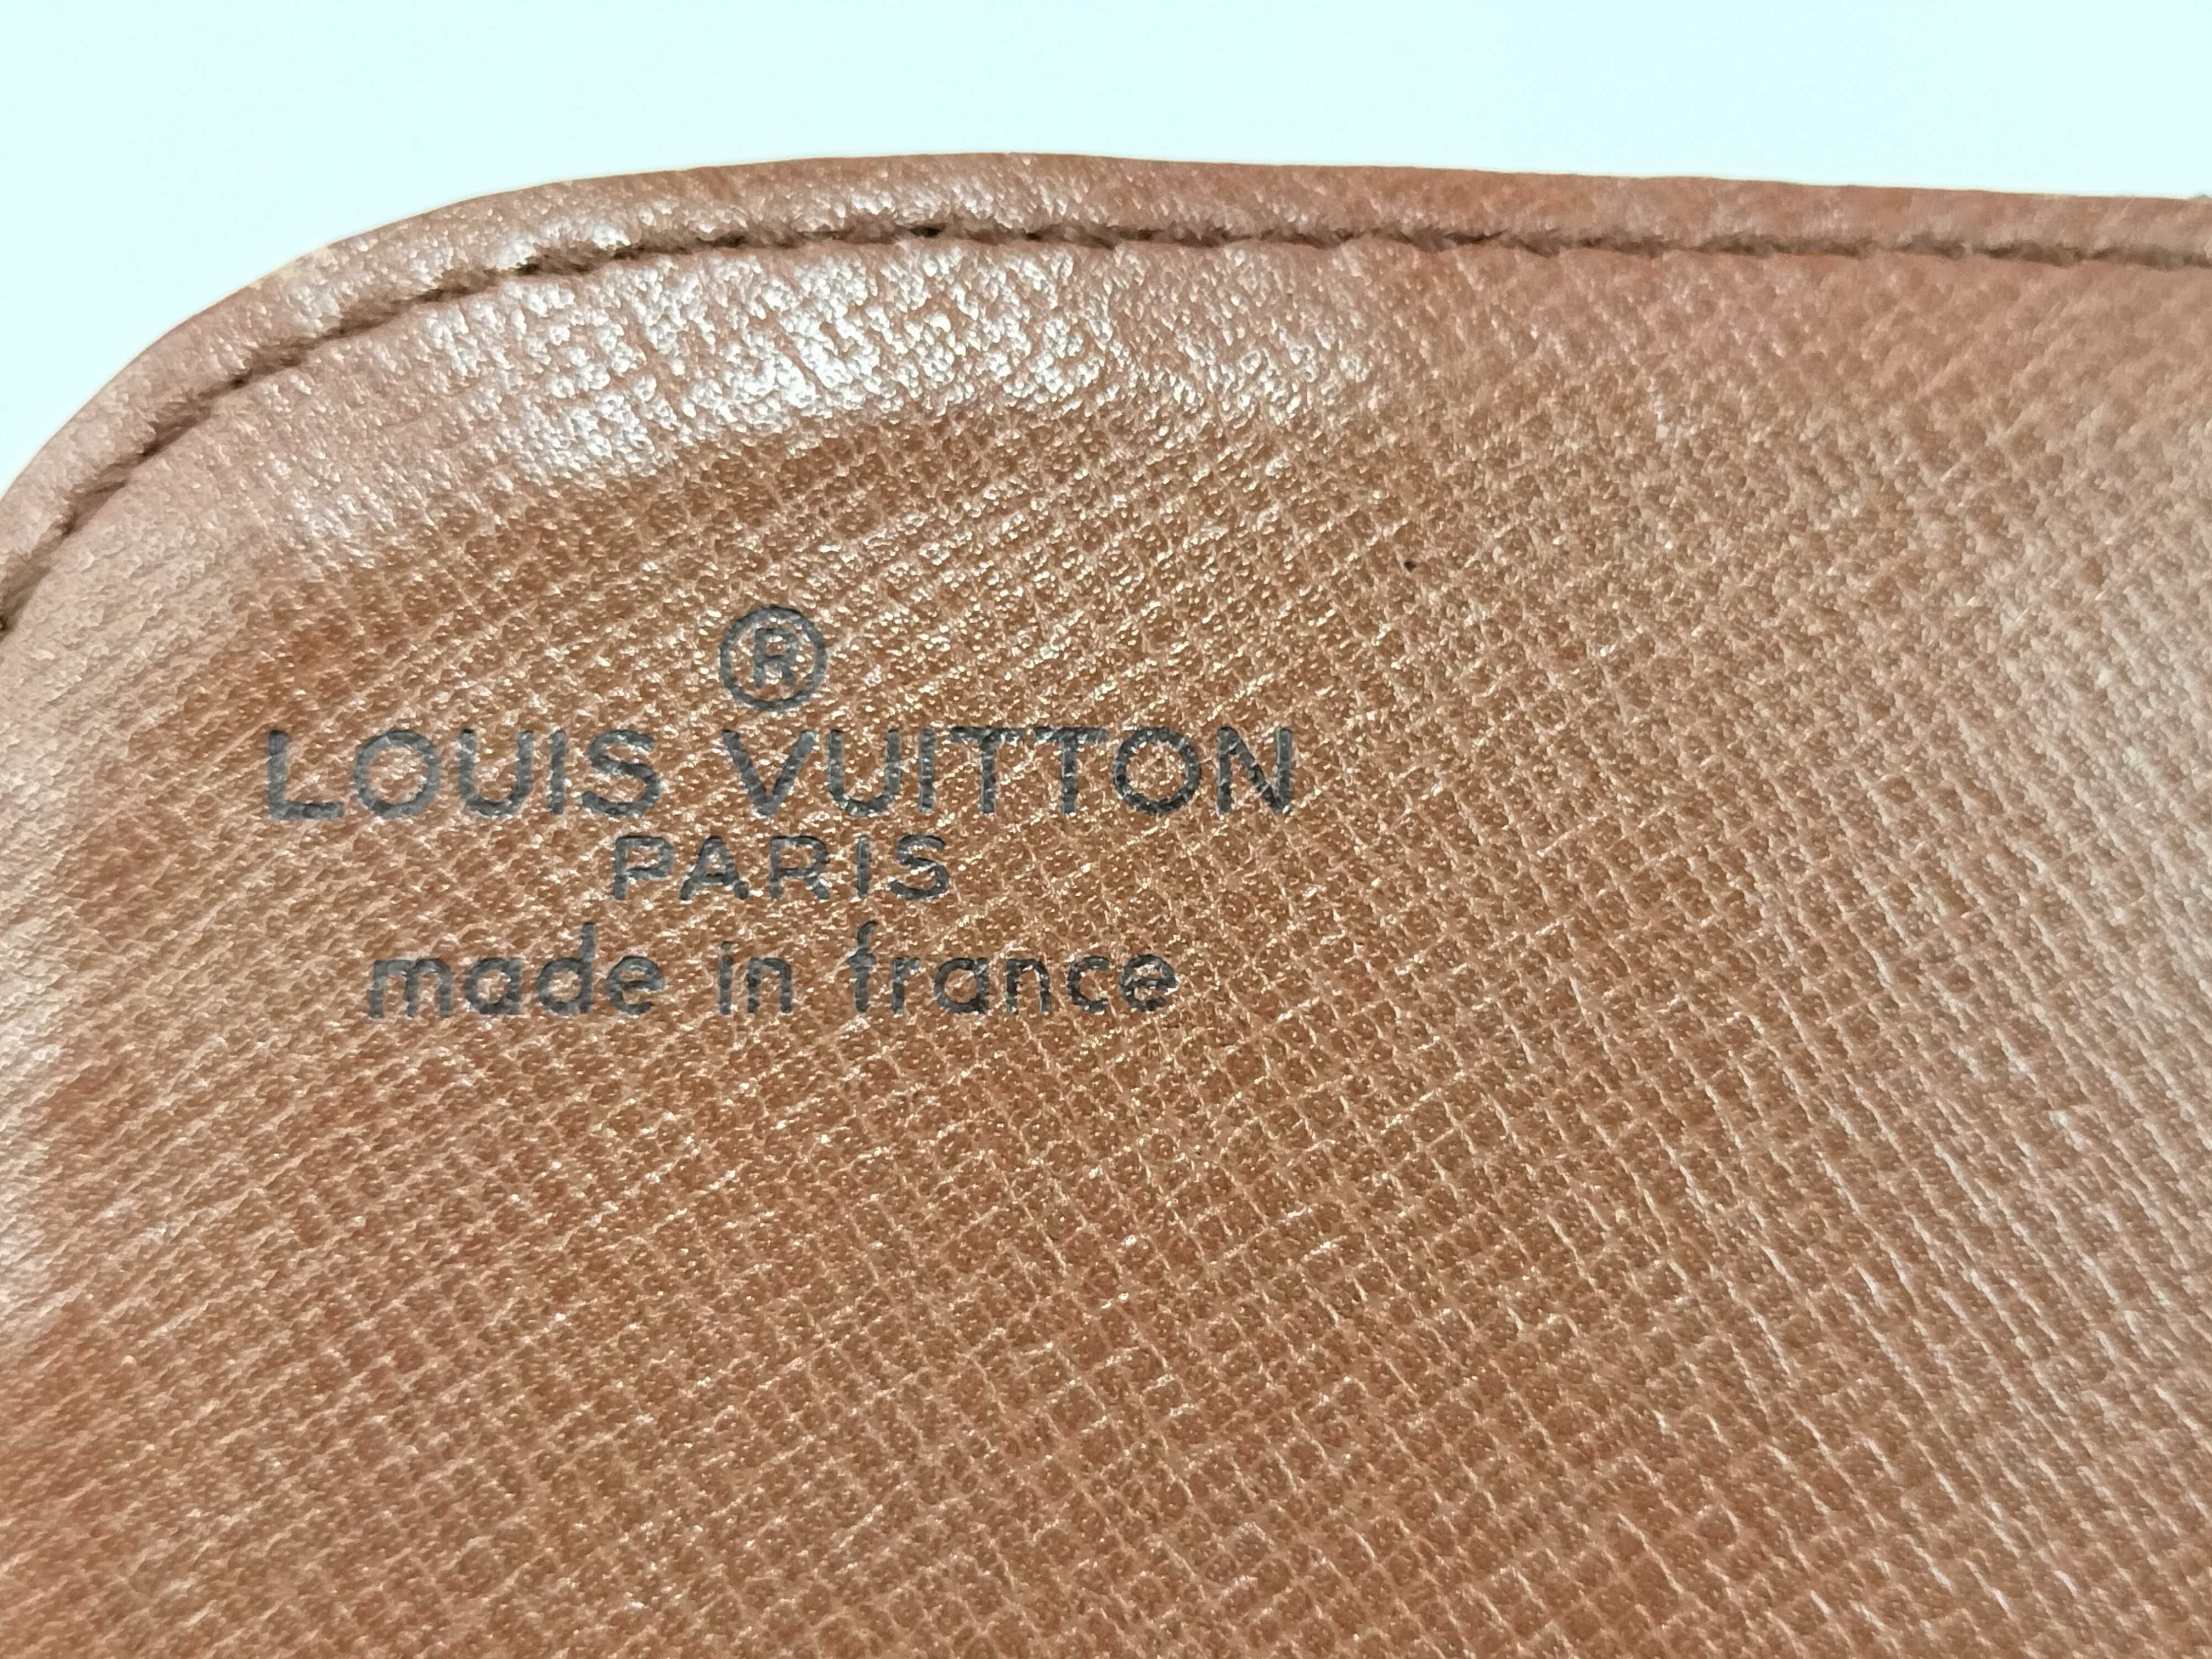 ®
LOUIS VUITTON
PARIS
made in france